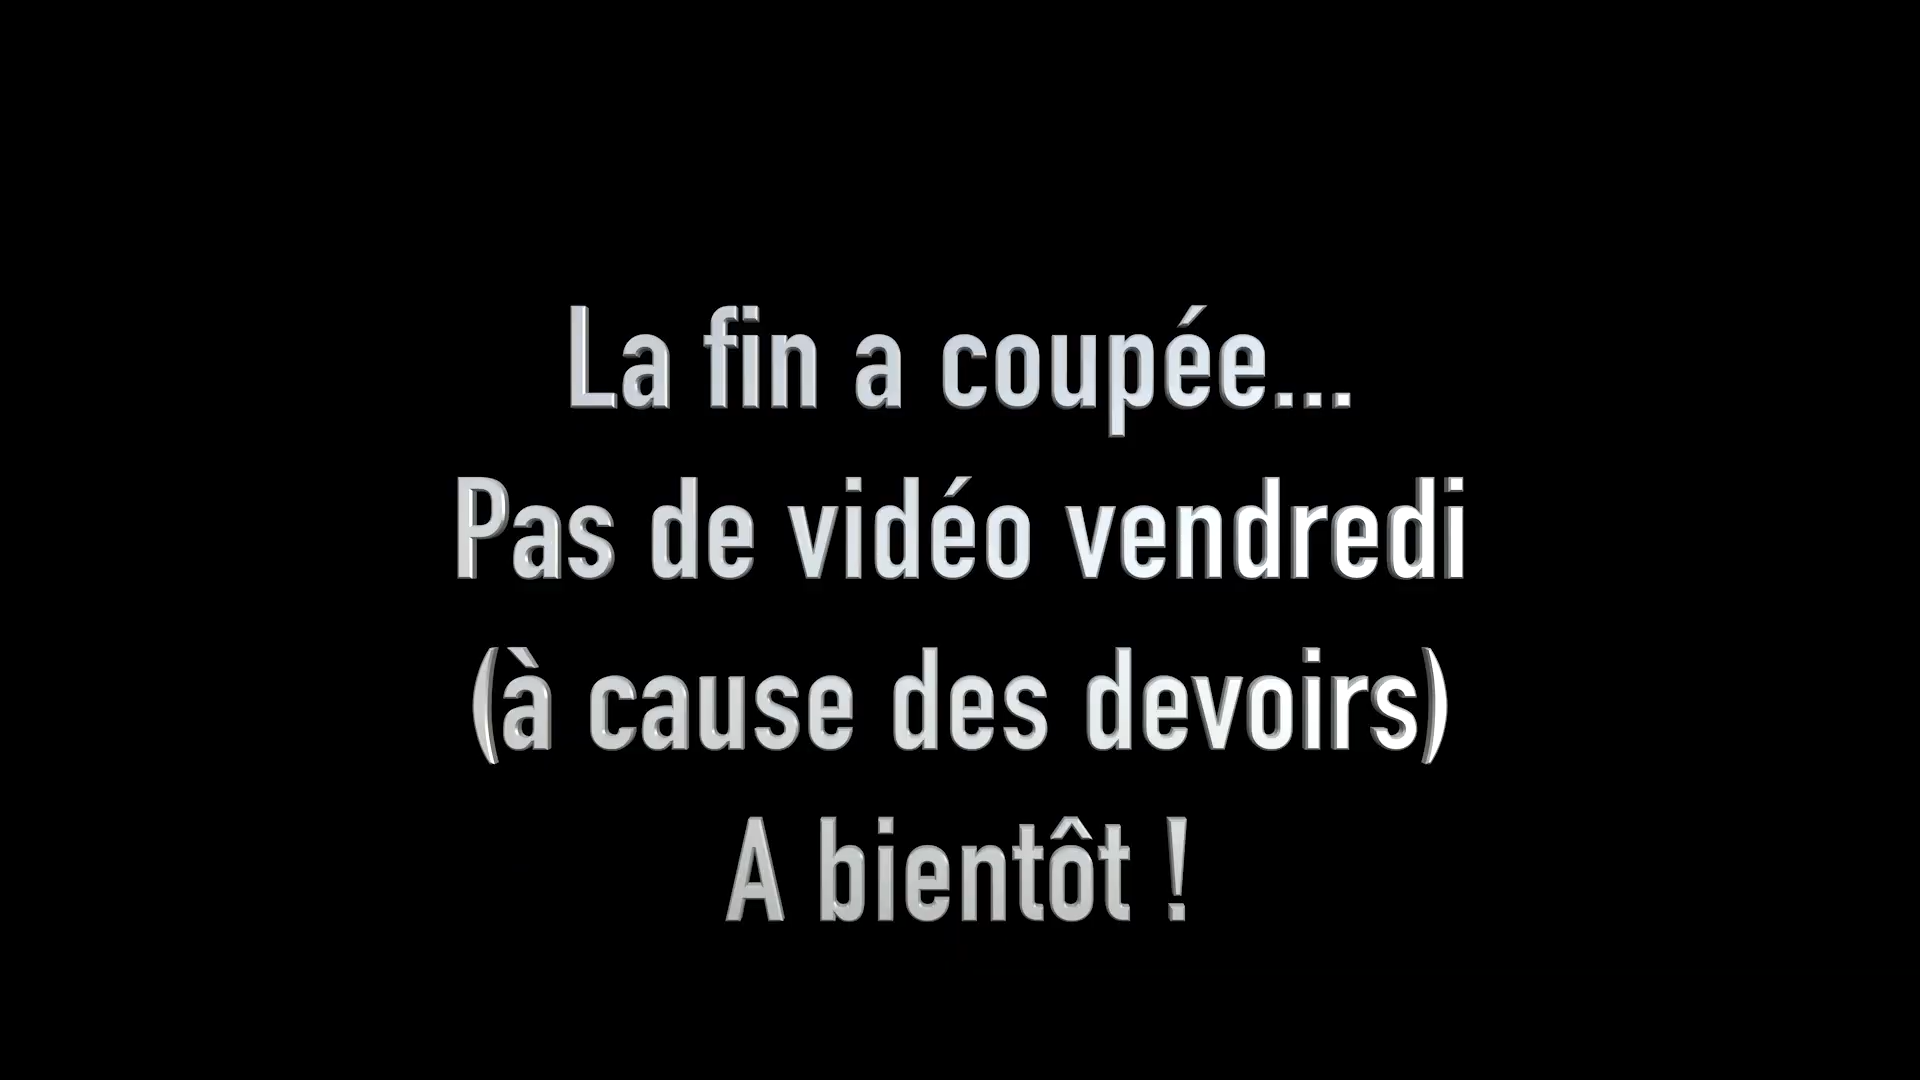 La fin a coupée...
Pas de vidéo vendredi
(à cause des devoirs)
A bientôt !